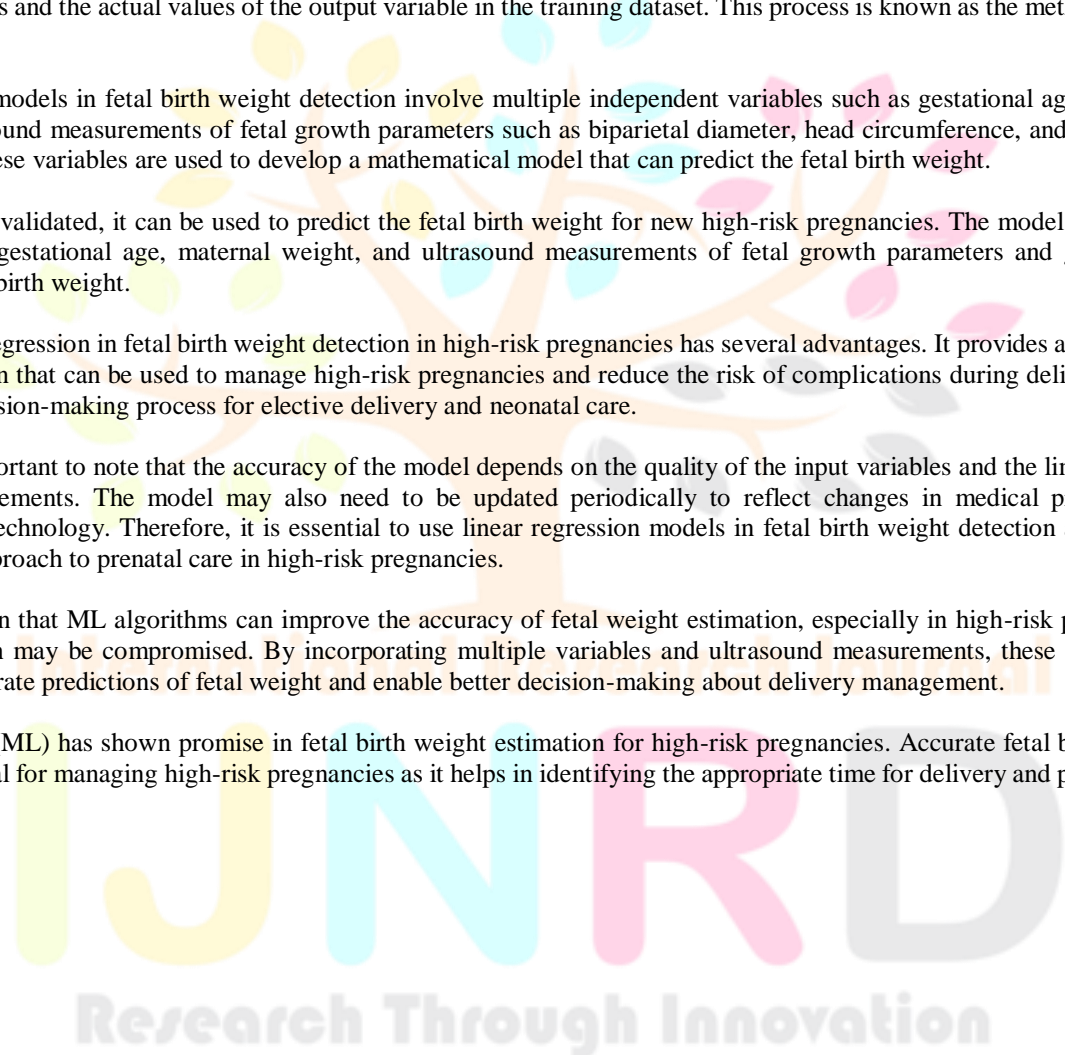 s and the actual values of the output variable in the training dataset. This process is known as the met
models in fetal birth weight detection involve multiple independent variables such as gestational ag
ound measurements of fetal growth parameters such as biparietal diameter, head circumference, and
ese variables are used to develop a mathematical model that can predict the fetal birth weight.
validated, it can be used to predict the fetal birth weight for new high-risk pregnancies. The model
gestational age, maternal weight, and ultrasound measurements of fetal growth parameters and
birth weight.
egression in fetal birth weight detection in high-risk pregnancies has several advantages. It provides a
n that can be used to manage high-risk pregnancies and reduce the risk of complications during deli
sion-making process for elective delivery and neonatal care.
ortant to note that the accuracy of the model depends on the quality of the input variables and the lin
ements. The model may also need to be updated periodically to reflect changes in medical p
echnology. Therefore, it is essential to use linear regression models in fetal birth weight detection
proach to prenatal care in high-risk pregnancies.
n that ML algorithms can improve the accuracy of fetal weight estimation, especially in high-risk p
n may be compromised. By incorporating multiple variables and ultrasound measurements, these
International Research Journal
rate predictions of fetal weight and enable better decision-making about delivery management.
(ML) has shown promise in fetal birth weight estimation for high-risk pregnancies. Accurate fetal b
al for managing high-risk pregnancies as it helps in identifying the appropriate time for delivery and p
IJNRD
Research Through Innovation